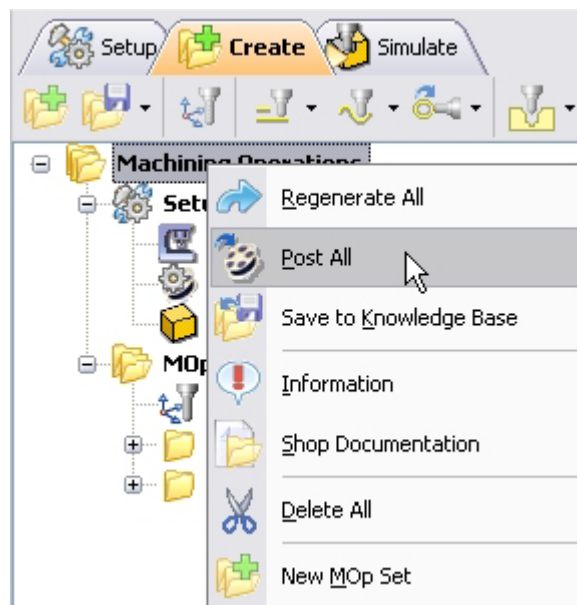 Setup Create Simulate
Machining Operations
Regenerate All
Post All
Save to Knowledge Base
Information
Shop Documentation
Delete All
New MOp Set